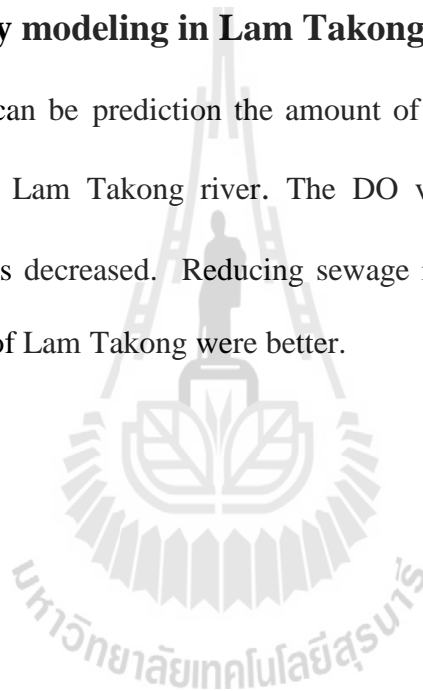 y modeling in Lam Takong
can be prediction the amount of
Lam Takong river. The DO v
s decreased. Reducing sewage
of Lam Takong were better.
มหาวิทยาลัยเทคโนโลยีสุรนารี